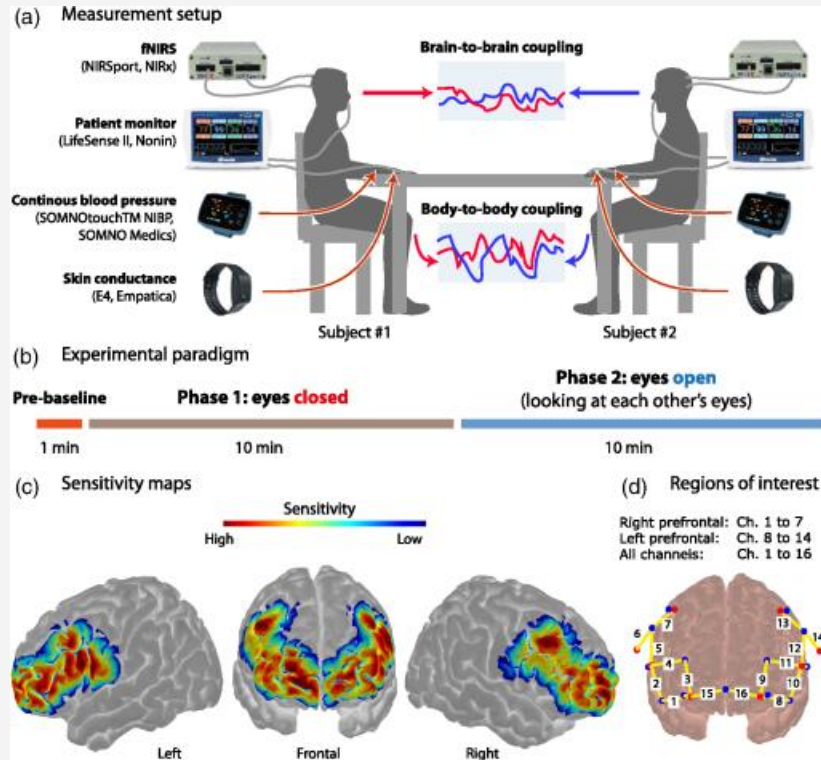 (a) Measurement setup
fNIRS
(NIRSport, NIRx)
Brain-to-brain coupling
Patient monitor
(LifeSense II, Nonin)
Continous blood pressure
(SOMNOtouchTM NIBP,
SOMNO Medics)
Body-to-body coupling
Skin conductance
(E4, Empatica)
Subject #1
Subject #2
(b) Experimental paradigm
Pre-baseline
Phase 1: eyes closed
Phase 2: eyes open
(looking at each other's eyes)
1 min
10 min
10 min
(c) Sensitivity maps
Sensitivity
High
Low
Left
Frontal
Right
(d) Regions of interest
Right prefrontal: Ch. 1 to 7
Left prefrontal: Ch. 8 to 14
All channels: Ch. 1 to 16
7
13
6
14
5
12
4
11
2
3
9
10
1
15
16
8